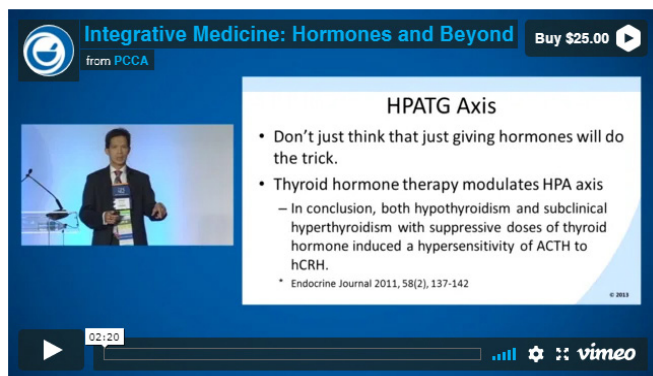 Integrative Medicine: Hormones and Beyond
from PCCA
Buy $25.00
HPATG Axis
• Don't just think that just giving hormones will do
the trick.
• Thyroid hormone therapy modulates HPA axis
– In conclusion, both hypothyroidism and subclinical
hyperthyroidism with suppressive doses of thyroid
hormone induced a hypersensitivity of ACTH to
hCRH.
* Endocrine Journal 2011, 58(2), 137-142
© 2013
02:20
vimeo